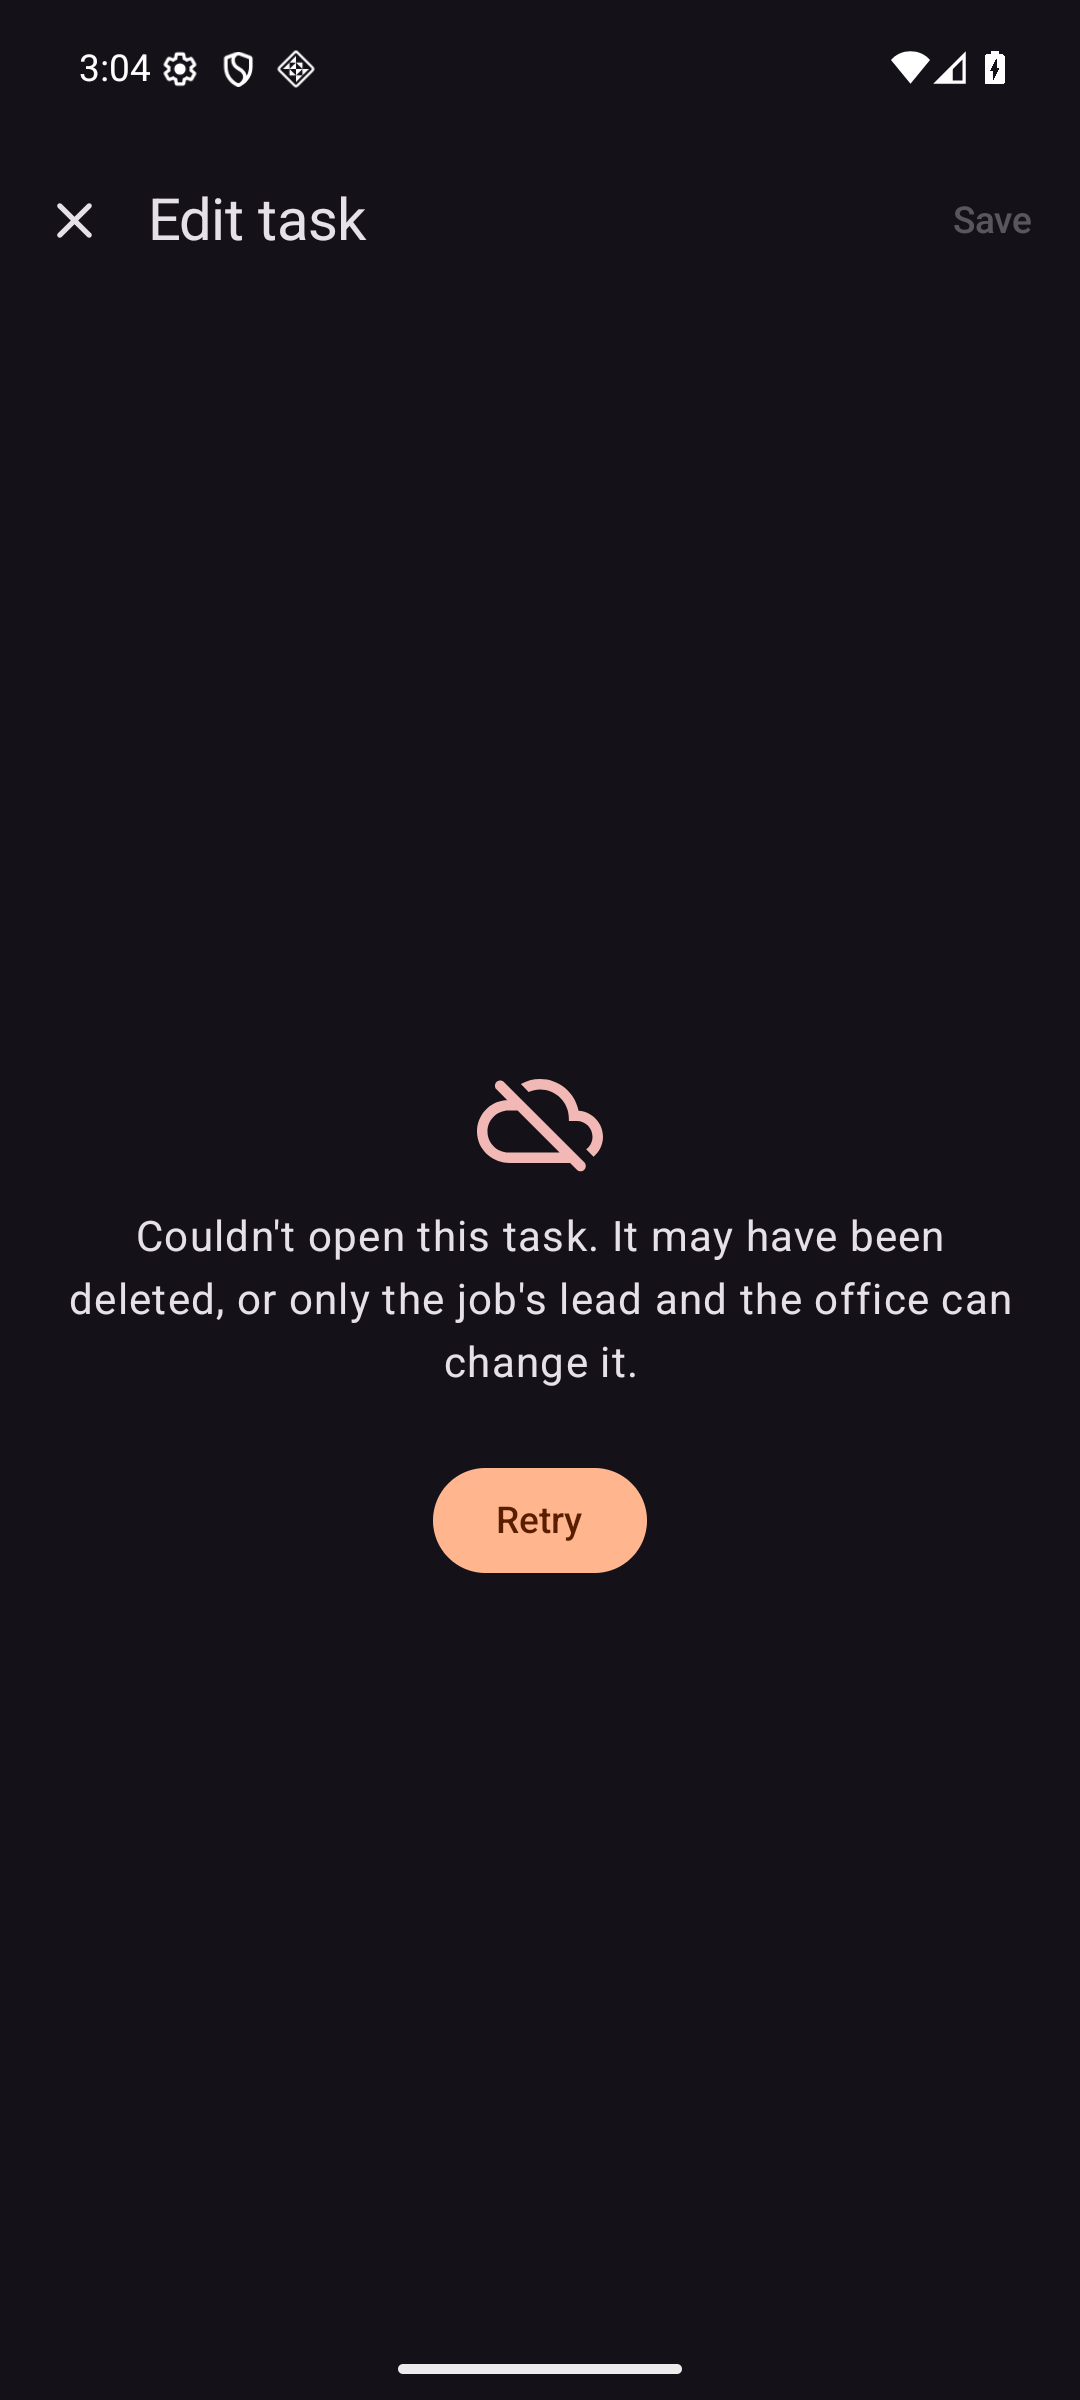 3:04
Edit task
Save
Couldn't open this task. It may have been
deleted, or only the job's lead and the office can
change it.
Retry